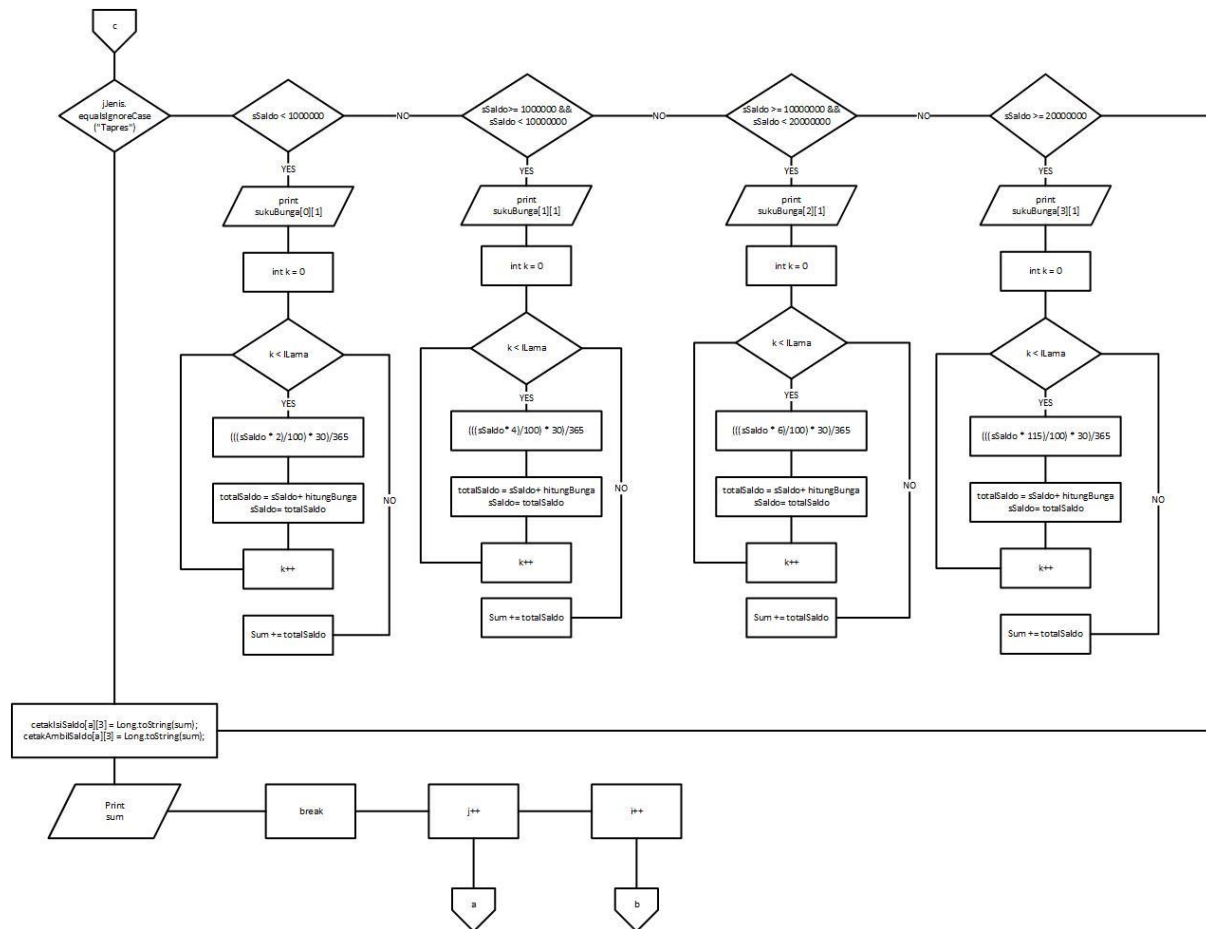 c
jJenis.
equalsIgnoreCase
("Tapres")
sSaldo < 1000000
NO
sSaldo>= 1000000 &&
sSaldo < 10000000
NO
sSaldo >= 10000000 &&
sSaldo < 20000000
NO
sSaldo >= 20000000
YES
YES
YES
YES
print
sukuBunga[0][1]
print
sukuBunga[1][1]
print
sukuBunga[2][1]
print
sukuBunga[3][1]
int k = 0
int k = 0
int k = 0
int k = 0
k < lLama
k < lLama
k < lLama
k < lLama
YES
YES
YES
YES
(((sSaldo * 2)/100) * 30)/365
(((sSaldo* 4)/100) * 30)/365
(((sSaldo * 6)/100) * 30)/365
(((sSaldo * 115)/100) * 30)/365
totalSaldo = sSaldo+ hitungBunga
sSaldo= totalSaldo
NO
totalSaldo = sSaldo+ hitungBunga
sSaldo= totalSaldo
NO
totalSaldo = sSaldo+ hitungBunga
sSaldo= totalSaldo
NO
totalSaldo = sSaldo+ hitungBunga
sSaldo= totalSaldo
NO
k++
k++
k++
k++
Sum += totalSaldo
Sum += totalSaldo
Sum += totalSaldo
Sum += totalSaldo
cetakIsiSaldo[a][3] = Long.toString(sum);
cetakAmbilSaldo[a][3] = Long.toString(sum);
Print
sum
break
j++
i++
a
b